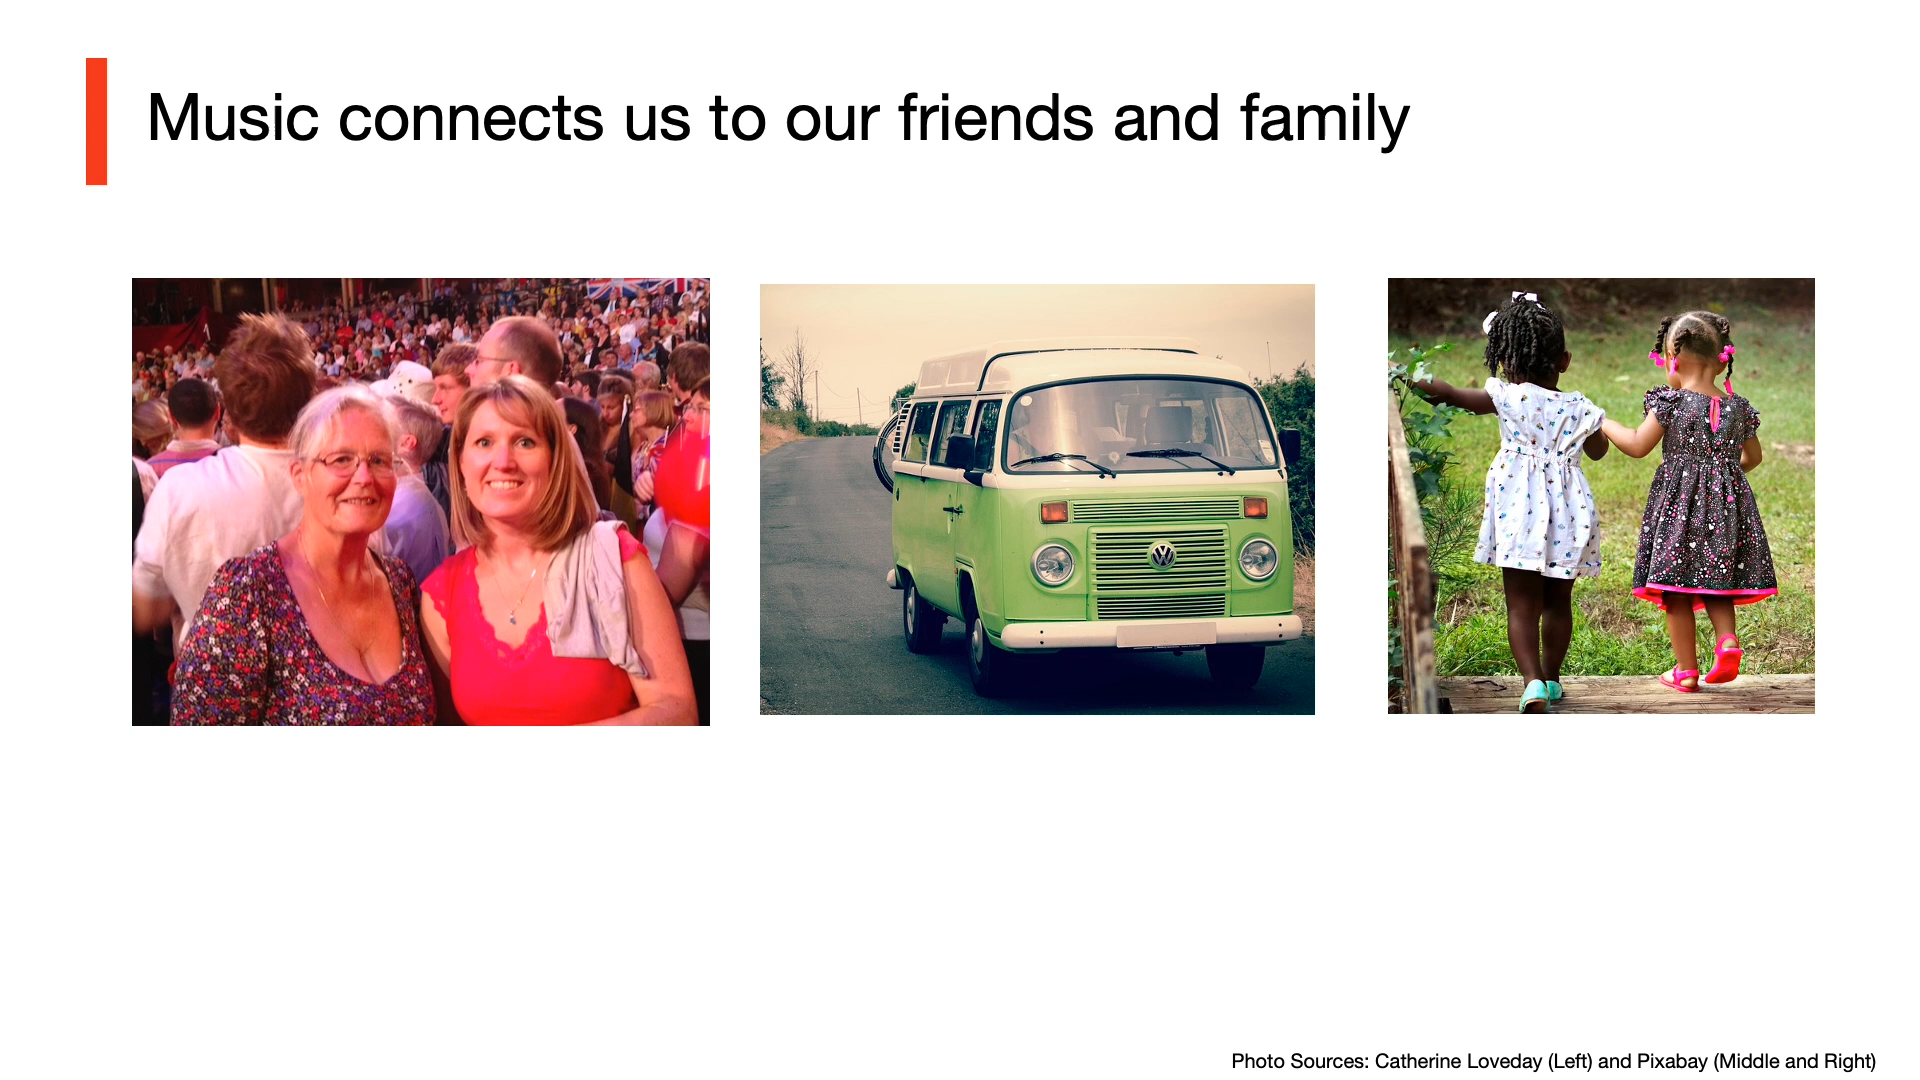 Music connects us to our friends and family
Photo Sources: Catherine Loveday (Left) and Pixabay (Middle and Right)